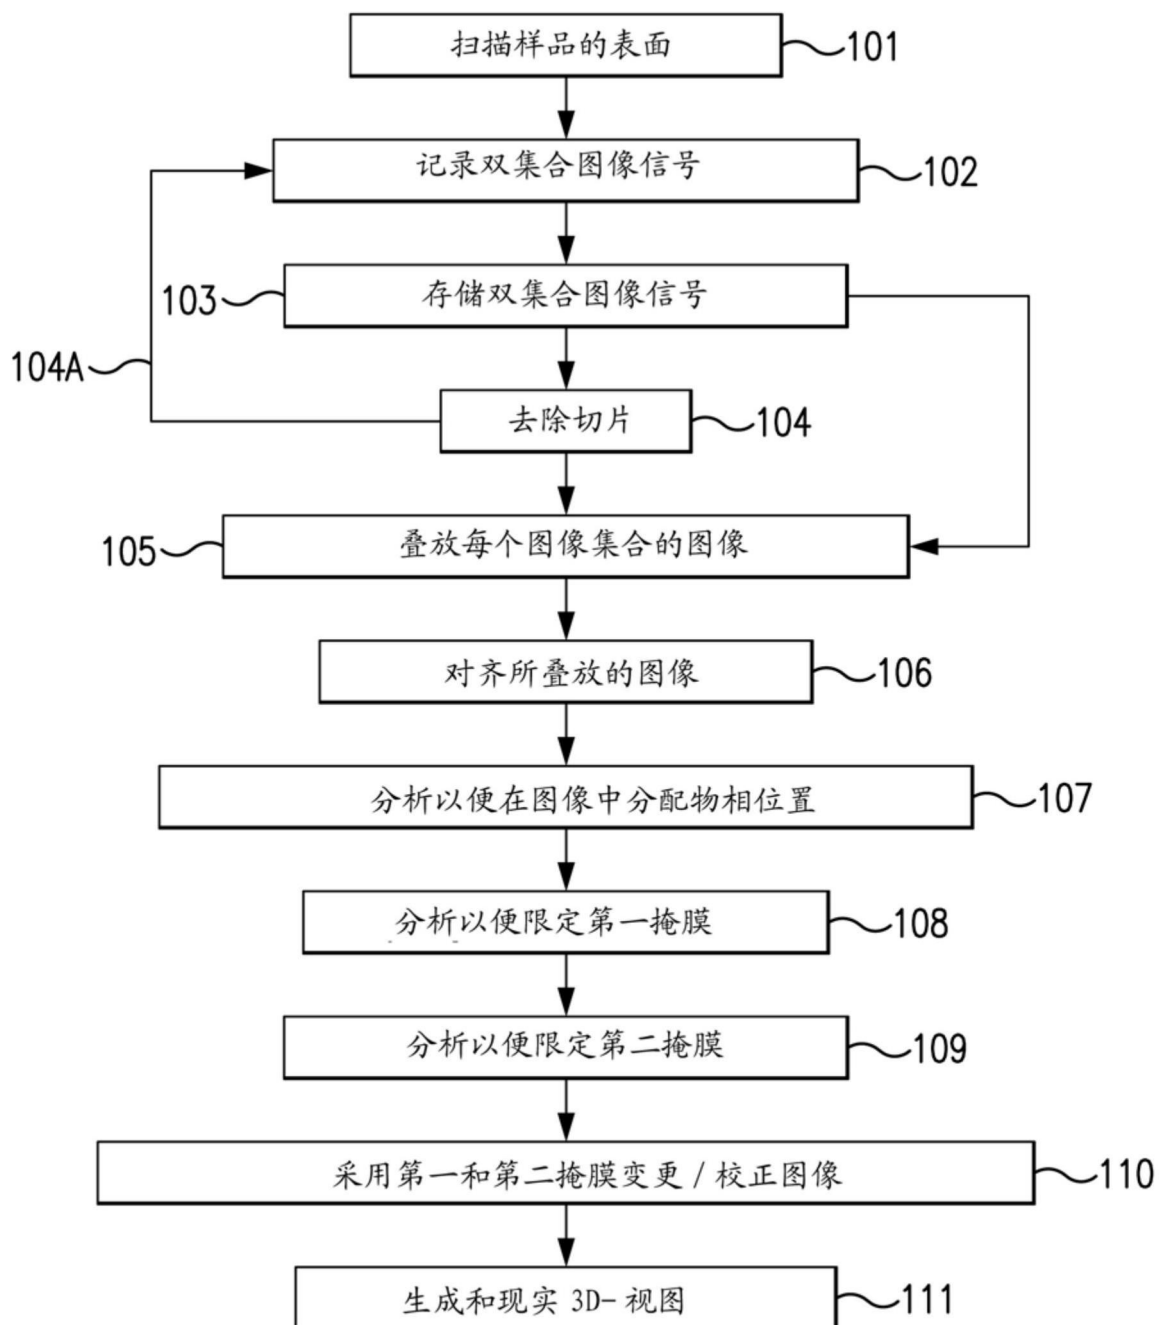 扫描样品的表面 101
记录双集合图像信号 102
103 存储双集合图像信号
104A
去除切片 104
105 叠放每个图像集合的图像
对齐所叠放的图像 106
分析以便在图像中分配物相位置 107
分析以便限定第一掩膜 108
分析以便限定第二掩膜 109
采用第一和第二掩膜变更/校正图像 110
生成和现实 3D-视图 111